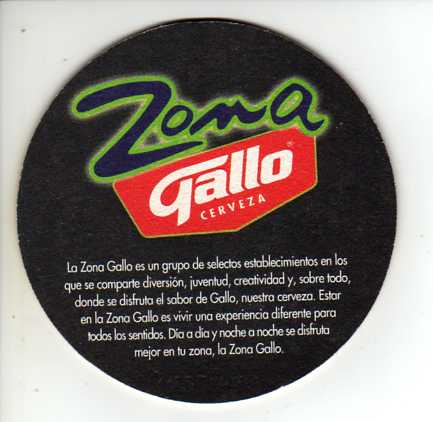 Zona
Gallo®
CERVEZA
La Zona Gallo es un grupo de selectos establecimientos en los
que se comparte diversión, juventud, creatividad y, sobre todo,
donde se disfruta el sabor de Gallo, nuestra cerveza. Estar
en la Zona Gallo es vivir una experiencia diferente para
todos los sentidos. Día a día y noche a noche se disfruta
mejor en tu zona, la Zona Gallo.